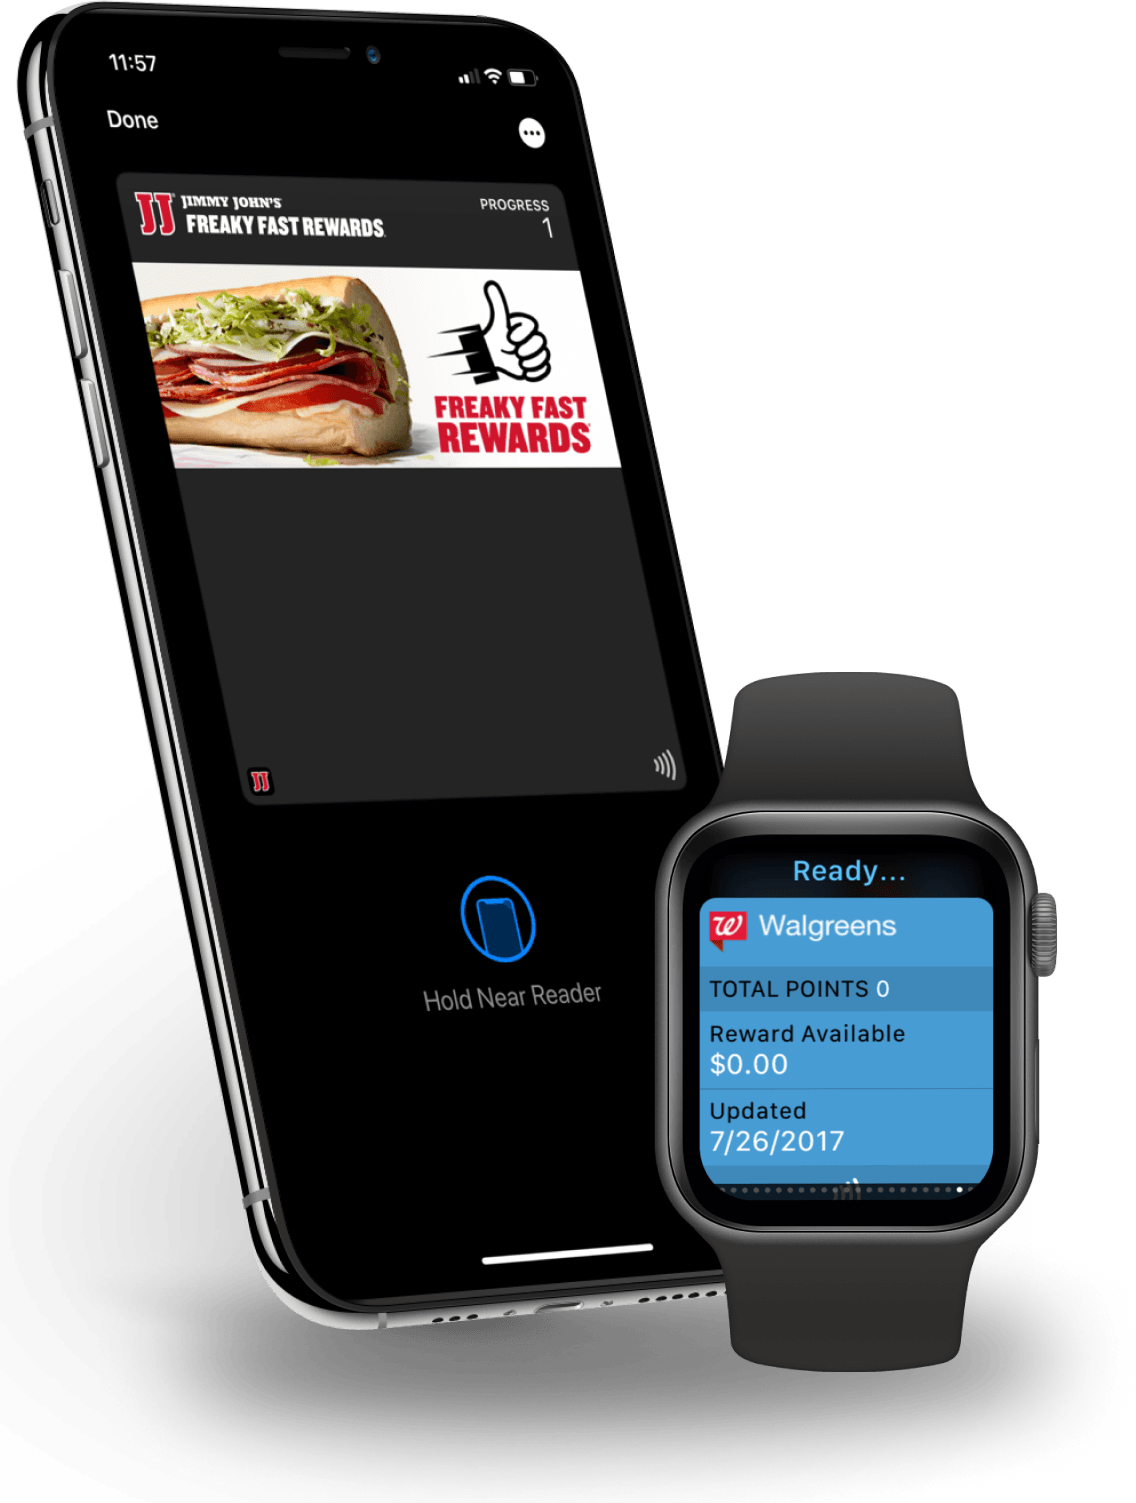 11:57
Done
JJ
JIMMY JOHN'S
FREAKY FAST REWARDS.
PROGRESS
1
FREAKY FAST
REWARDS®
JJ
Hold Near Reader
Ready...
W Walgreens
TOTAL POINTS 0
Reward Available
$0.00
Updated
7/26/2017